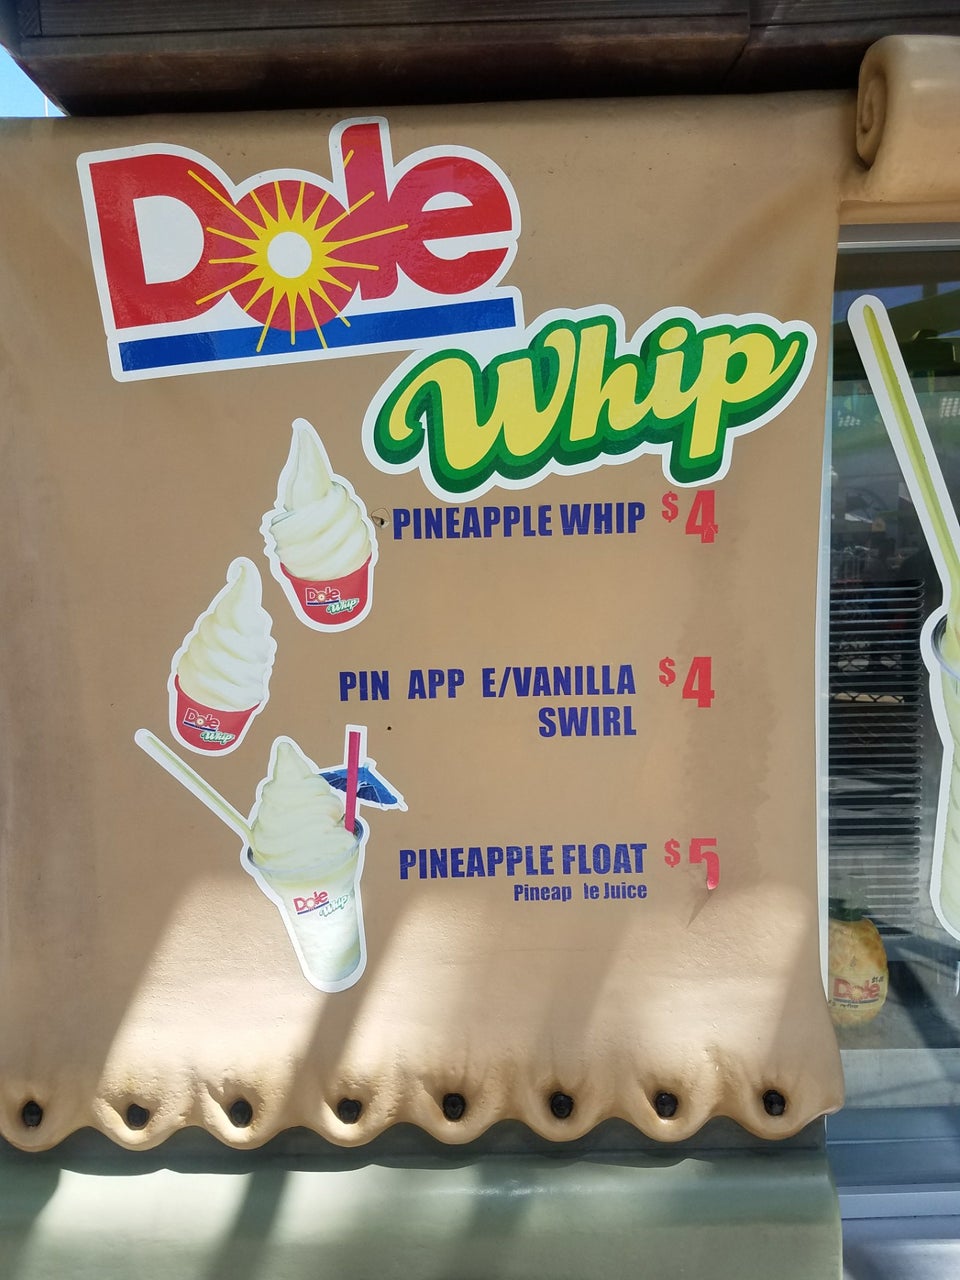 Dole
Whip
PINEAPPLE WHIP $4
PIN APP E/VANILLA $4
SWIRL
PINEAPPLE FLOAT $5
Pineap le Juice
Dole
Whip
Dole
Whip
Dole
Whip
Dole